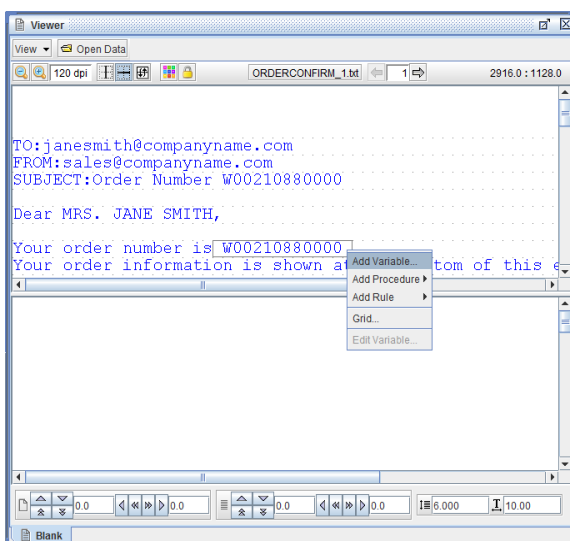 Viewer
View Open Data
120 dpi ORDERCONFIRM_1.txt 1 2916.0 : 1128.0
TO:janesmith@companyname.com
FROM:sales@companyname.com
SUBJECT:Order Number W00210880000
Dear MRS. JANE SMITH,
Your order number is W00210880000
Your order information is shown at tom of this e
Add Variable...
Add Procedure
Add Rule
Grid...
Edit Variable...
0.0 0.0 0.0 0.0 6.000 10.00
Blank